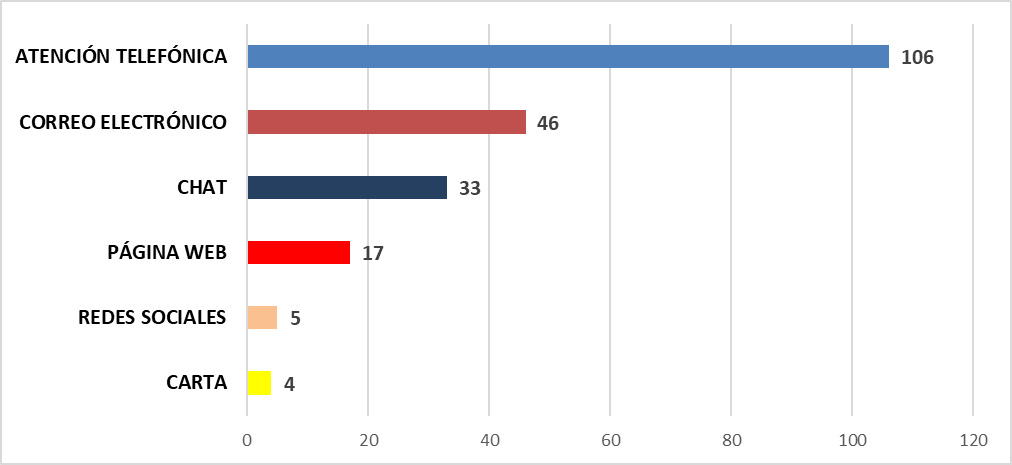 ATENCIÓN TELEFÓNICA 106
CORREO ELECTRÓNICO 46
CHAT 33
PÁGINA WEB 17
REDES SOCIALES 5
CARTA 4
0 20 40 60 80 100 120